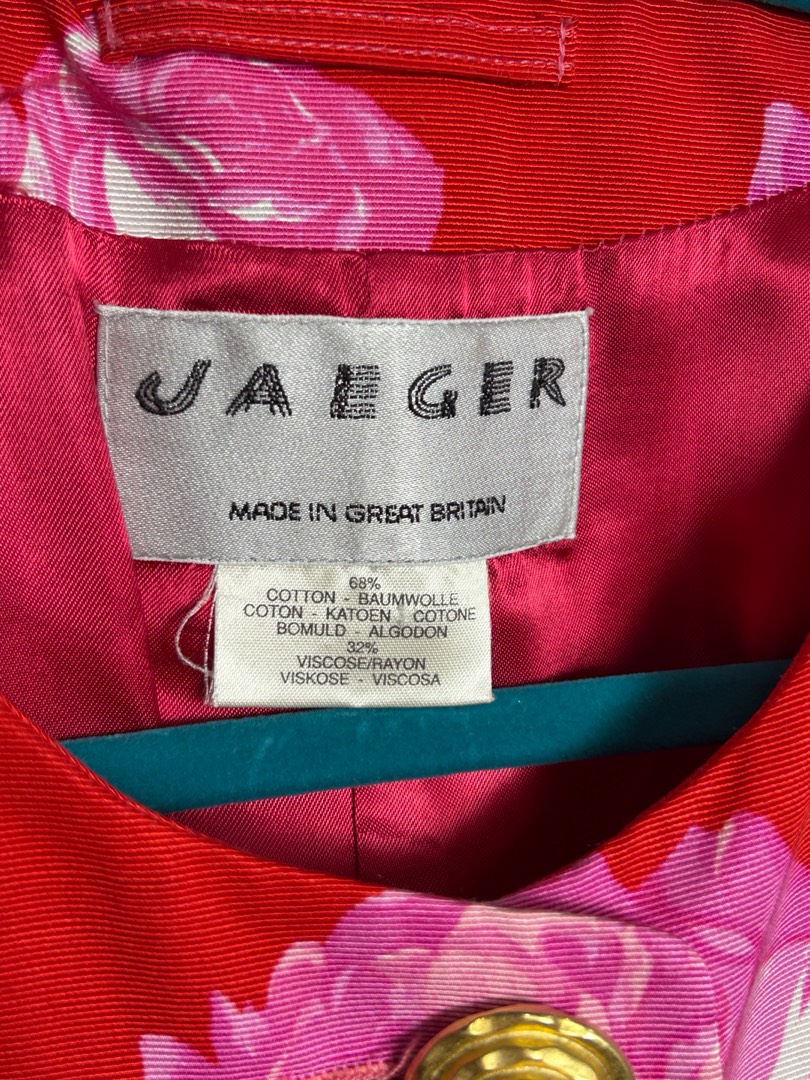 JAEGER
MADE IN GREAT BRITAIN
68%
COTTON - BAUMWOLLE
COTON - KATOEN COTONE
BOMULD - ALGODON
32%
VISCOSE/RAYON
VISKOSE - VISCOSA